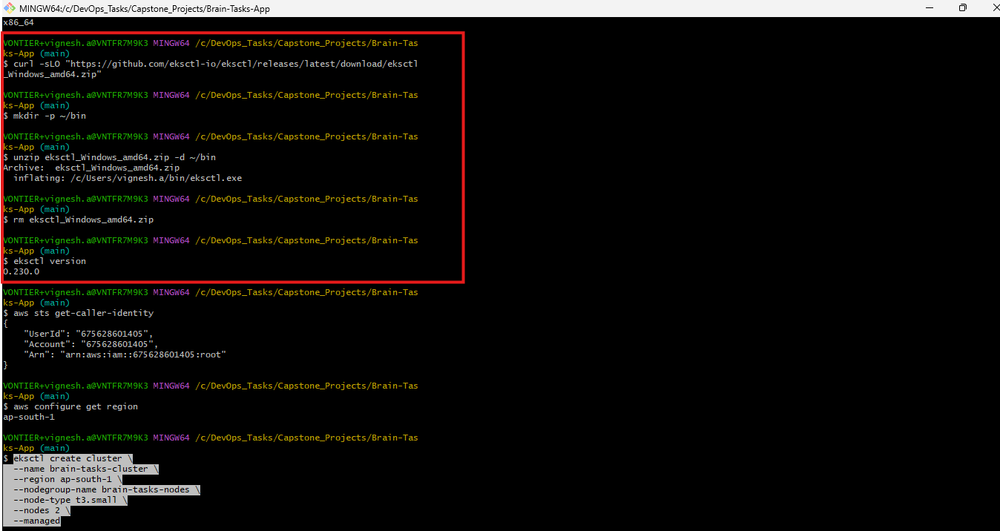 MINGW64:/c/DevOps_Tasks/Capstone_Projects/Brain-Tasks-App
x86_64
VONTIER+vignesh.a@VNTFR7M9K3 MINGW64 /c/DevOps_Tasks/Capstone_Projects/Brain-Tas
ks-App (main)
$ curl -sLO "https://github.com/eksctl-io/eksctl/releases/latest/download/eksctl
_Windows_amd64.zip"
VONTIER+vignesh.a@VNTFR7M9K3 MINGW64 /c/DevOps_Tasks/Capstone_Projects/Brain-Tas
ks-App (main)
$ mkdir -p ~/bin
VONTIER+vignesh.a@VNTFR7M9K3 MINGW64 /c/DevOps_Tasks/Capstone_Projects/Brain-Tas
ks-App (main)
$ unzip eksctl_Windows_amd64.zip -d ~/bin
Archive:  eksctl_Windows_amd64.zip
  inflating: /c/Users/vignesh.a/bin/eksctl.exe
VONTIER+vignesh.a@VNTFR7M9K3 MINGW64 /c/DevOps_Tasks/Capstone_Projects/Brain-Tas
ks-App (main)
$ rm eksctl_Windows_amd64.zip
VONTIER+vignesh.a@VNTFR7M9K3 MINGW64 /c/DevOps_Tasks/Capstone_Projects/Brain-Tas
ks-App (main)
$ eksctl version
0.230.0
VONTIER+vignesh.a@VNTFR7M9K3 MINGW64 /c/DevOps_Tasks/Capstone_Projects/Brain-Tas
ks-App (main)
$ aws sts get-caller-identity
{
    "UserId": "675628601405",
    "Account": "675628601405",
    "Arn": "arn:aws:iam::675628601405:root"
}
VONTIER+vignesh.a@VNTFR7M9K3 MINGW64 /c/DevOps_Tasks/Capstone_Projects/Brain-Tas
ks-App (main)
$ aws configure get region
ap-south-1
VONTIER+vignesh.a@VNTFR7M9K3 MINGW64 /c/DevOps_Tasks/Capstone_Projects/Brain-Tas
ks-App (main)
$ eksctl create cluster \
  --name brain-tasks-cluster \
  --region ap-south-1 \
  --nodegroup-name brain-tasks-nodes \
  --node-type t3.small \
  --nodes 2 \
  --managed